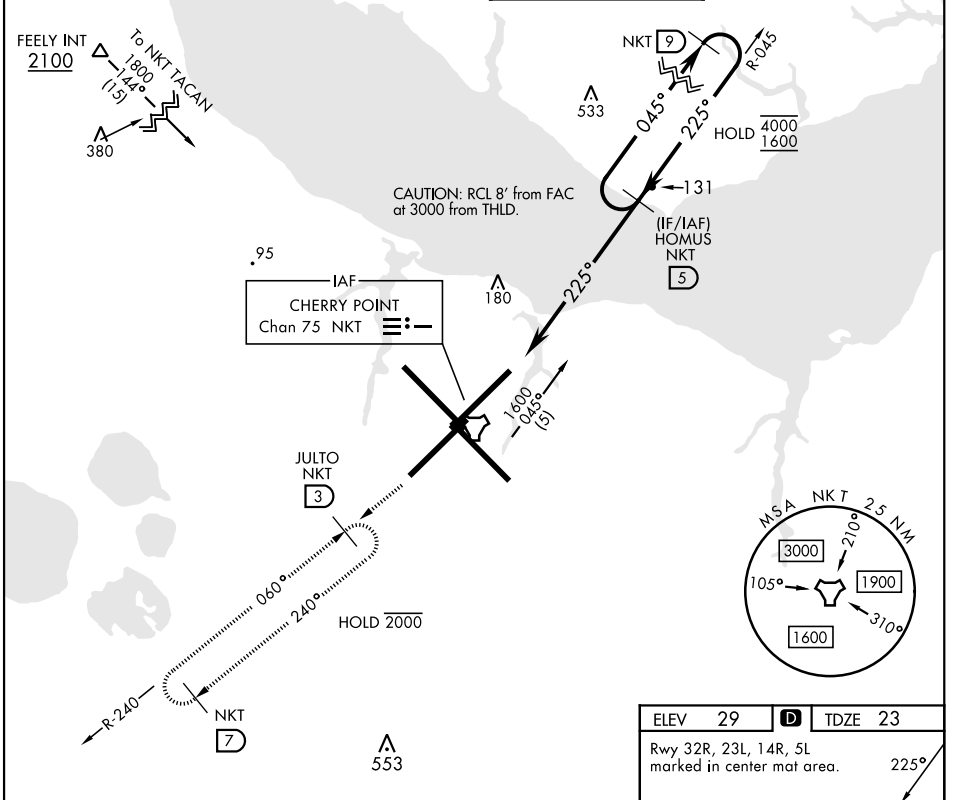 FEELY INT
2100
To NKT TACAN
1800
144°
(15)
380
NKT 9
R-045
533
045°
225°
HOLD 4000
1600
131
CAUTION: RCL 8' from FAC
at 3000 from THLD.
(IF/IAF)
HOMUS
NKT
5
.95
IAF
CHERRY POINT
Chan 75 NKT
180
225°
1600
045°
(5)
JULTO
NKT
3
060°
240°
HOLD 2000
R-240
NKT
7
553
MSA NKT 25 NM
210°
3000
105°
1900
310°
1600
ELEV 29 D TDZE 23
Rwy 32R, 23L, 14R, 5L
marked in center mat area.
225°